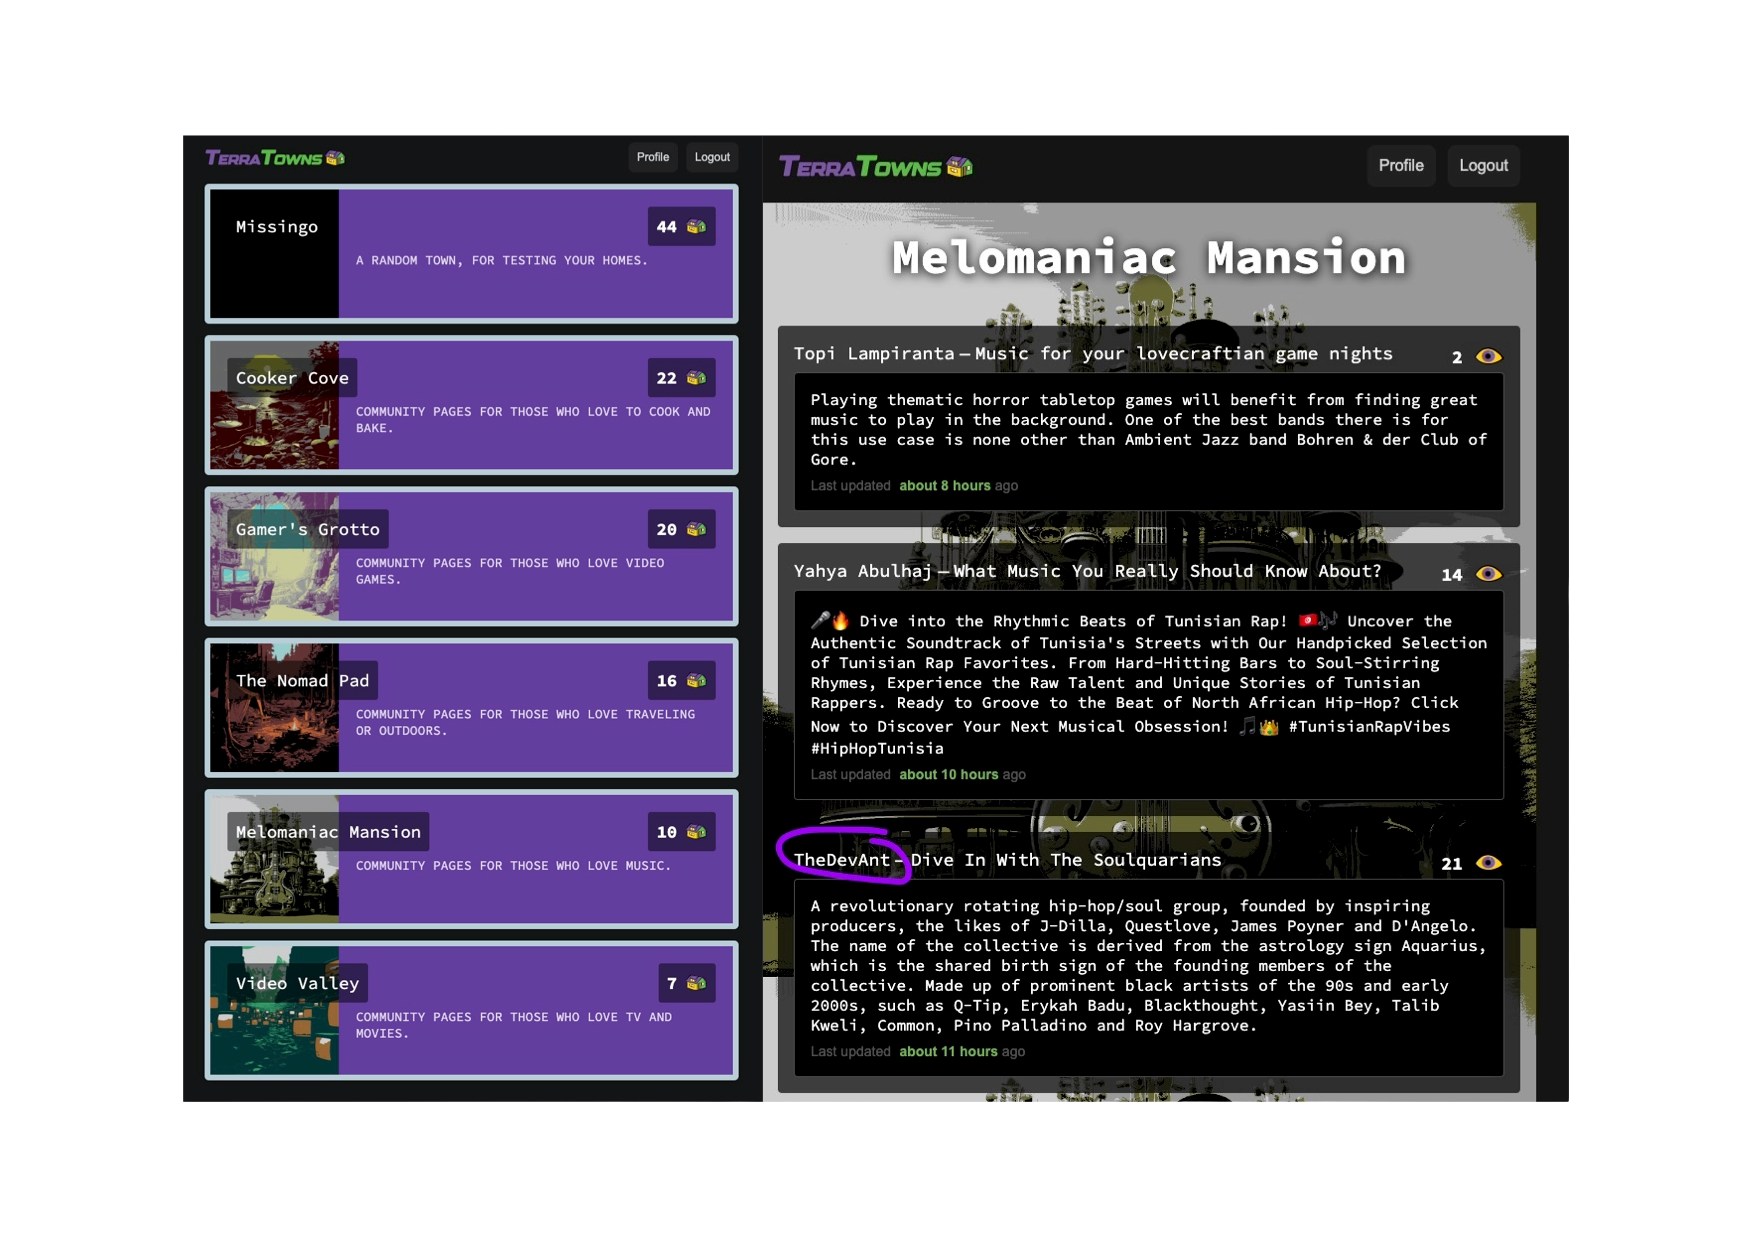 TERRATOWNS
Profile
Logout
Missingo
44
A RANDOM TOWN, FOR TESTING YOUR HOMES.
Cooker Cove
22
COMMUNITY PAGES FOR THOSE WHO LOVE TO COOK AND
BAKE.
Gamer's Grotto
20
COMMUNITY PAGES FOR THOSE WHO LOVE VIDEO
GAMES.
The Nomad Pad
16
COMMUNITY PAGES FOR THOSE WHO LOVE TRAVELING
OR OUTDOORS.
Melomaniac Mansion
10
COMMUNITY PAGES FOR THOSE WHO LOVE MUSIC.
Video Valley
7
COMMUNITY PAGES FOR THOSE WHO LOVE TV AND
MOVIES.
TERRATOWNS
Profile
Logout
Melomaniac Mansion
Topi Lampiranta — Music for your lovecraftian game nights
2
Playing thematic horror tabletop games will benefit from finding great
music to play in the background. One of the best bands there is for
this use case is none other than Ambient Jazz band Bohren & der Club of
Gore.
Last updated about 8 hours ago
Yahya Abulhaj — What Music You Really Should Know About?
14
🎤🔥 Dive into the Rhythmic Beats of Tunisian Rap! 🇹🇳🎶 Uncover the
Authentic Soundtrack of Tunisia's Streets with Our Handpicked Selection
of Tunisian Rap Favorites. From Hard-Hitting Bars to Soul-Stirring
Rhymes, Experience the Raw Talent and Unique Stories of Tunisian
Rappers. Ready to Groove to the Beat of North African Hip-Hop? Click
Now to Discover Your Next Musical Obsession! 🎵👑 #TunisianRapVibes
#HipHopTunisia
Last updated about 10 hours ago
TheDevAnt — Dive In With The Soulquarians
21
A revolutionary rotating hip-hop/soul group, founded by inspiring
producers, the likes of J-Dilla, Questlove, James Poyner and D'Angelo.
The name of the collective is derived from the astrology sign Aquarius,
which is the shared birth sign of the founding members of the
collective. Made up of prominent black artists of the 90s and early
2000s, such as Q-Tip, Erykah Badu, Blackthought, Yasiin Bey, Talib
Kweli, Common, Pino Palladino and Roy Hargrove.
Last updated about 11 hours ago